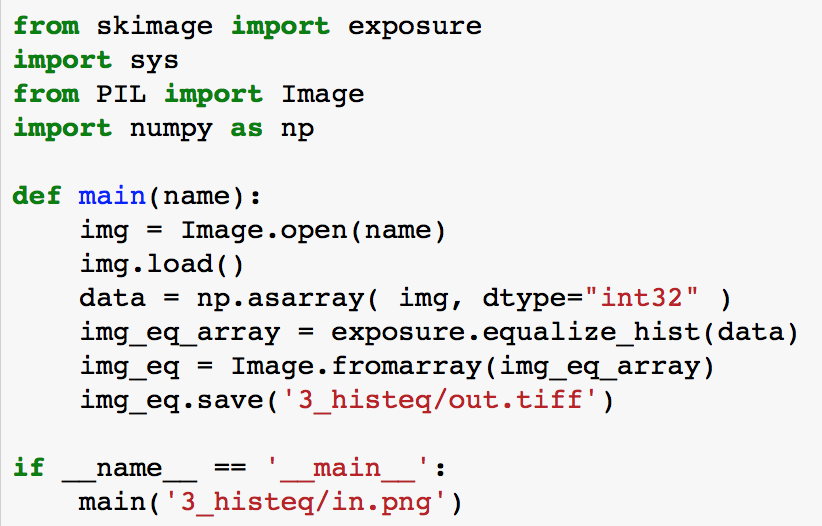 from skimage import exposure
import sys
from PIL import Image
import numpy as np

def main(name):
    img = Image.open(name)
    img.load()
    data = np.asarray( img, dtype="int32" )
    img_eq_array = exposure.equalize_hist(data)
    img_eq = Image.fromarray(img_eq_array)
    img_eq.save('3_histeq/out.tiff')

if __name__ == '__main__':
    main('3_histeq/in.png')